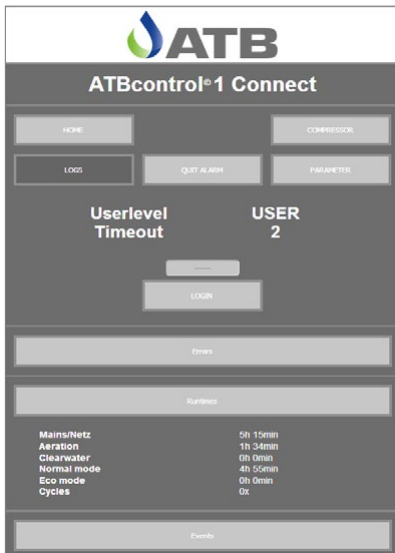 ATB
ATBcontrol© 1 Connect
HOME
COMPRESSOR
LOGS
QUIT ALARM
PARAMETER
Userlevel USER
Timeout 2
LOGIN
Errors
Runtimes
Mains/Netz 5h 15min
Aeration 1h 34min
Clearwater 0h 0min
Normal mode 4h 55min
Eco mode 0h 0min
Cycles 0x
Events